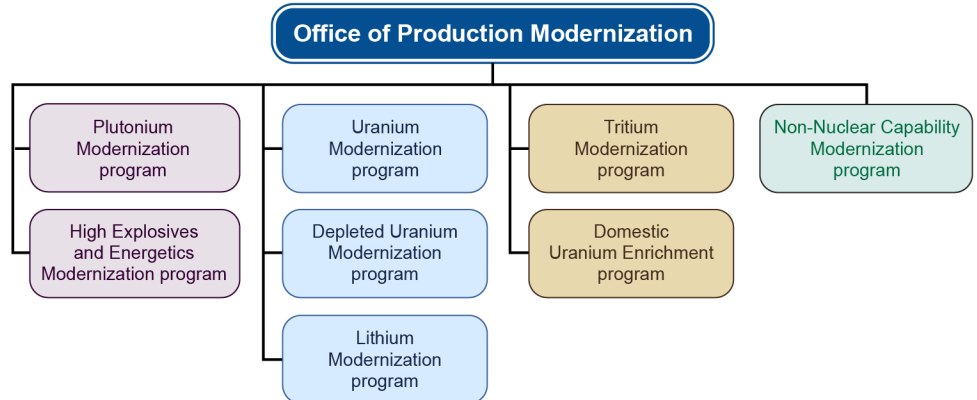 Office of Production Modernization
Plutonium
Modernization
program
High Explosives
and Energetics
Modernization program
Uranium
Modernization
program
Depleted Uranium
Modernization
program
Lithium
Modernization
program
Tritium
Modernization
program
Domestic
Uranium Enrichment
program
Non-Nuclear Capability
Modernization
program